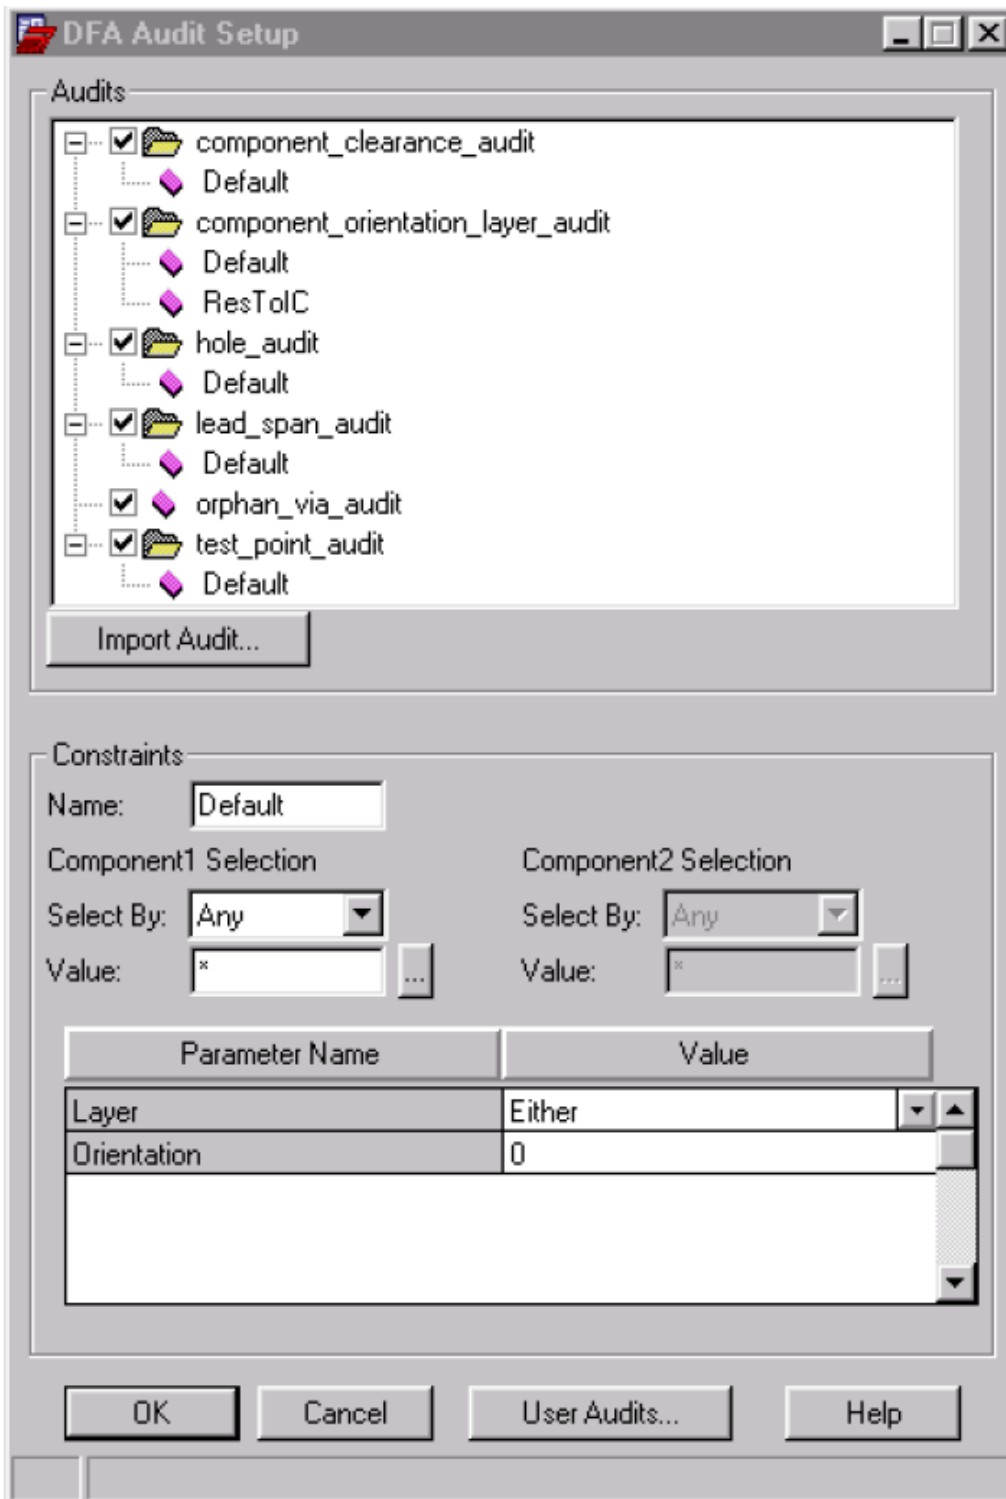 DFA Audit Setup
Audits
component_clearance_audit
Default
component_orientation_layer_audit
Default
ResToIC
hole_audit
Default
lead_span_audit
Default
orphan_via_audit
test_point_audit
Default
Import Audit...
Constraints
Name: Default
Component1 Selection Component2 Selection
Select By: Any Select By: Any
Value: * ... Value: * ...
Parameter Name Value
Layer Either
Orientation 0
OK Cancel User Audits... Help